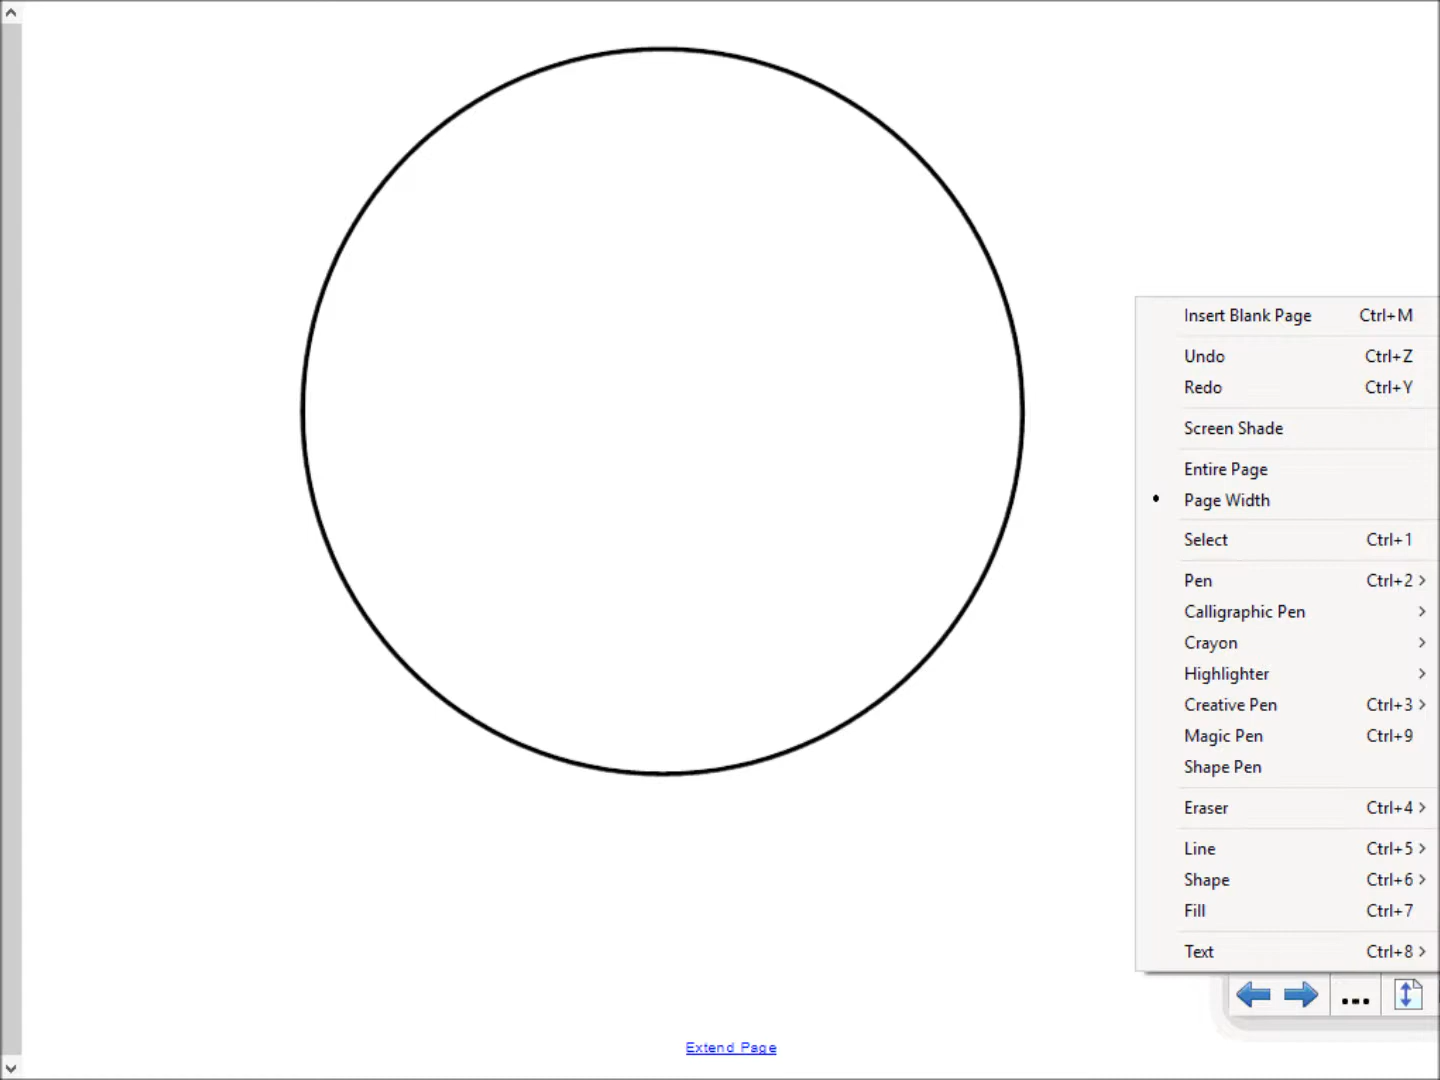 Insert Blank Page Ctrl+M
Undo Ctrl+Z
Redo Ctrl+Y
Screen Shade
Entire Page
Page Width
Select Ctrl+1
Pen Ctrl+2
Calligraphic Pen
Crayon
Highlighter
Creative Pen Ctrl+3
Magic Pen Ctrl+9
Shape Pen
Eraser Ctrl+4
Line Ctrl+5
Shape Ctrl+6
Fill Ctrl+7
Text Ctrl+8
...
Extend Page